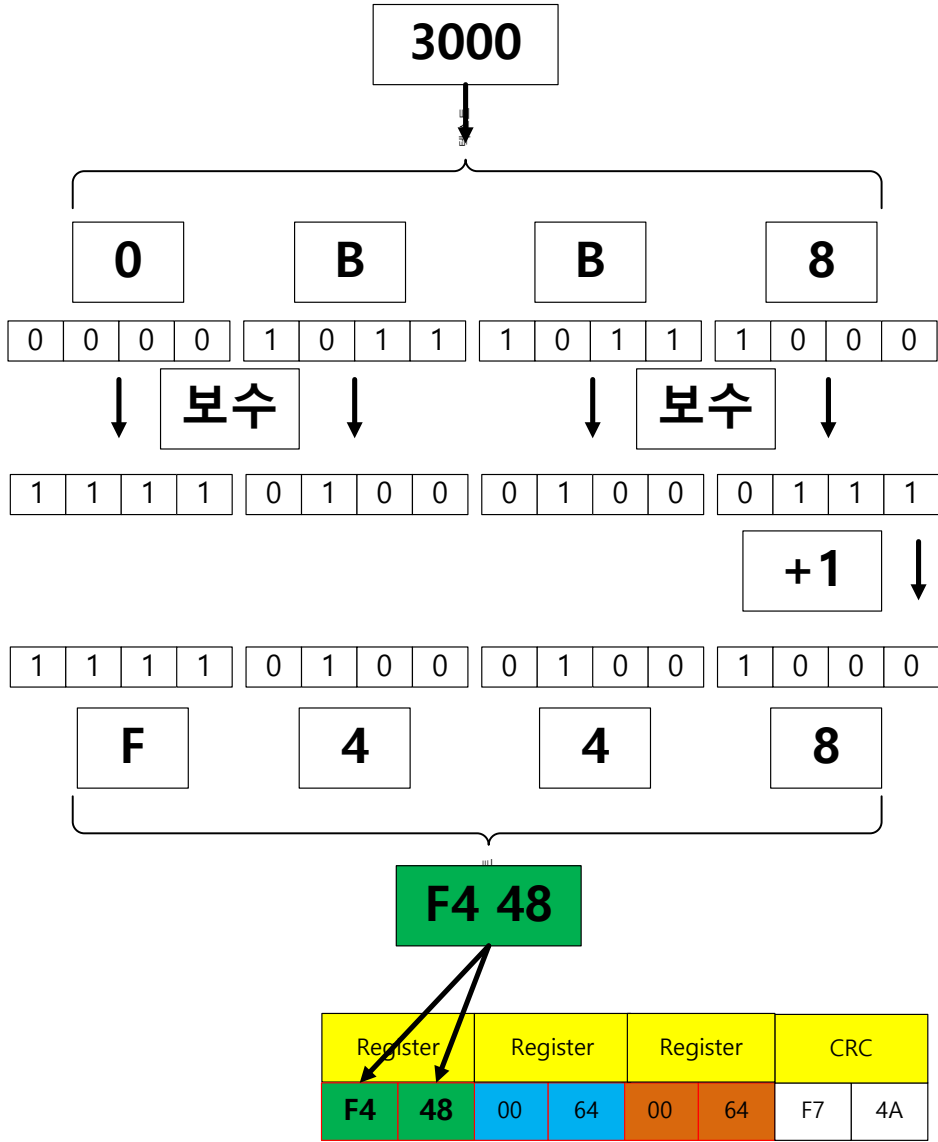 3000
0 B B 8
0 0 0 0 1 0 1 1 1 0 1 1 1 0 0 0
보수 보수
1 1 1 1 0 1 0 0 0 1 0 0 0 1 1 1
+1
1 1 1 1 0 1 0 0 0 1 0 0 1 0 0 0
F 4 4 8
F4 48
Register Register Register CRC
F4 48 00 64 00 64 F7 4A